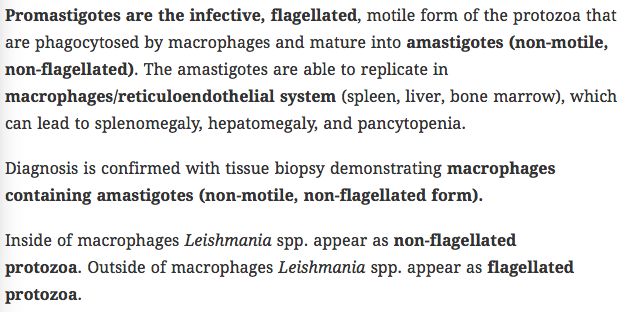 Promastigotes are the infective, flagellated, motile form of the protozoa that
are phagocytosed by macrophages and mature into amastigotes (non-motile,
non-flagellated). The amastigotes are able to replicate in
macrophages/reticuloendothelial system (spleen, liver, bone marrow), which
can lead to splenomegaly, hepatomegaly, and pancytopenia.
Diagnosis is confirmed with tissue biopsy demonstrating macrophages
containing amastigotes (non-motile, non-flagellated form).
Inside of macrophages Leishmania spp. appear as non-flagellated
protozoa. Outside of macrophages Leishmania spp. appear as flagellated
protozoa.